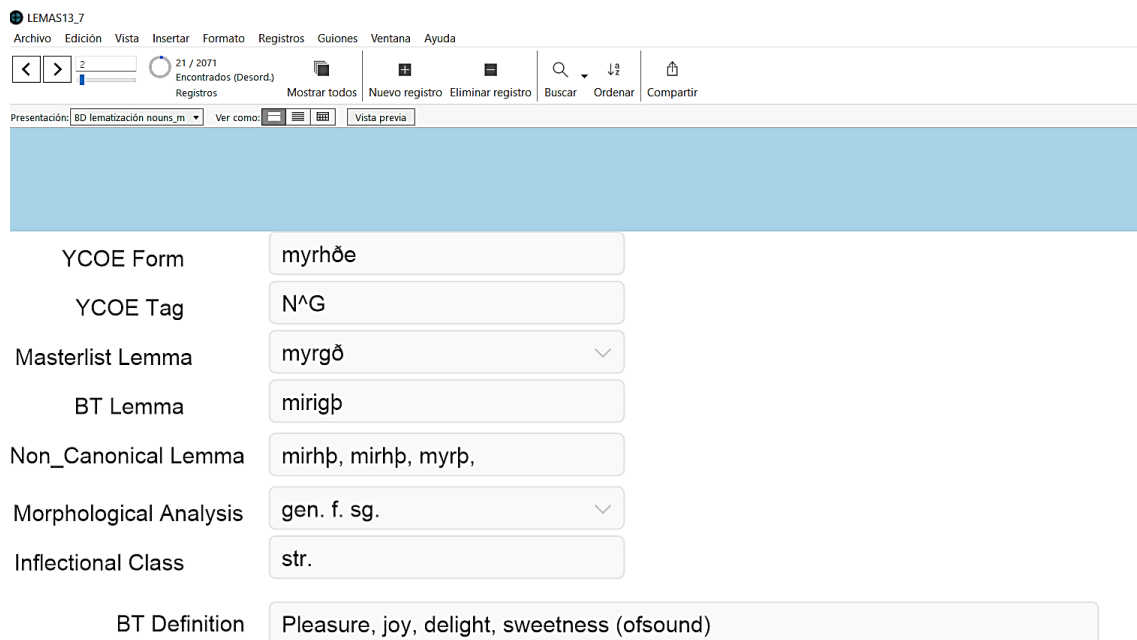 LEMAS13_7
Archivo Edición Vista Insertar Formato Registros Guiones Ventana Ayuda
2
21 / 2071
Encontrados (Desord.)
Registros
Mostrar todos Nuevo registro Eliminar registro Buscar Ordenar Compartir
Presentación: BD lematización nouns_m Ver como: Vista previa
YCOE Form myrhðe
YCOE Tag N^G
Masterlist Lemma myrgð
BT Lemma mirigþ
Non_Canonical Lemma mirhþ, mirhþ, myrþ,
Morphological Analysis gen. f. sg.
Inflectional Class str.
BT Definition Pleasure, joy, delight, sweetness (ofsound)